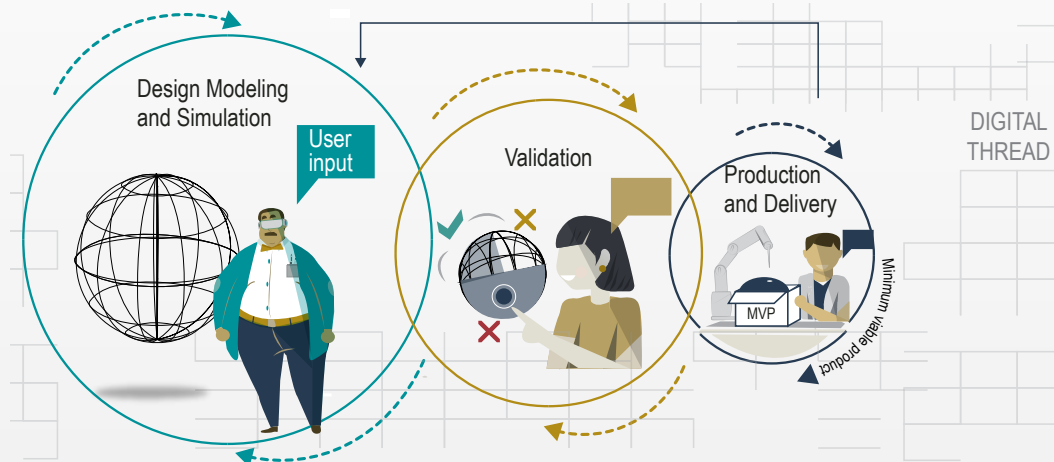 Design Modeling
and Simulation
User
input
Validation
Production
and Delivery
MVP
Minimum viable product
DIGITAL
THREAD